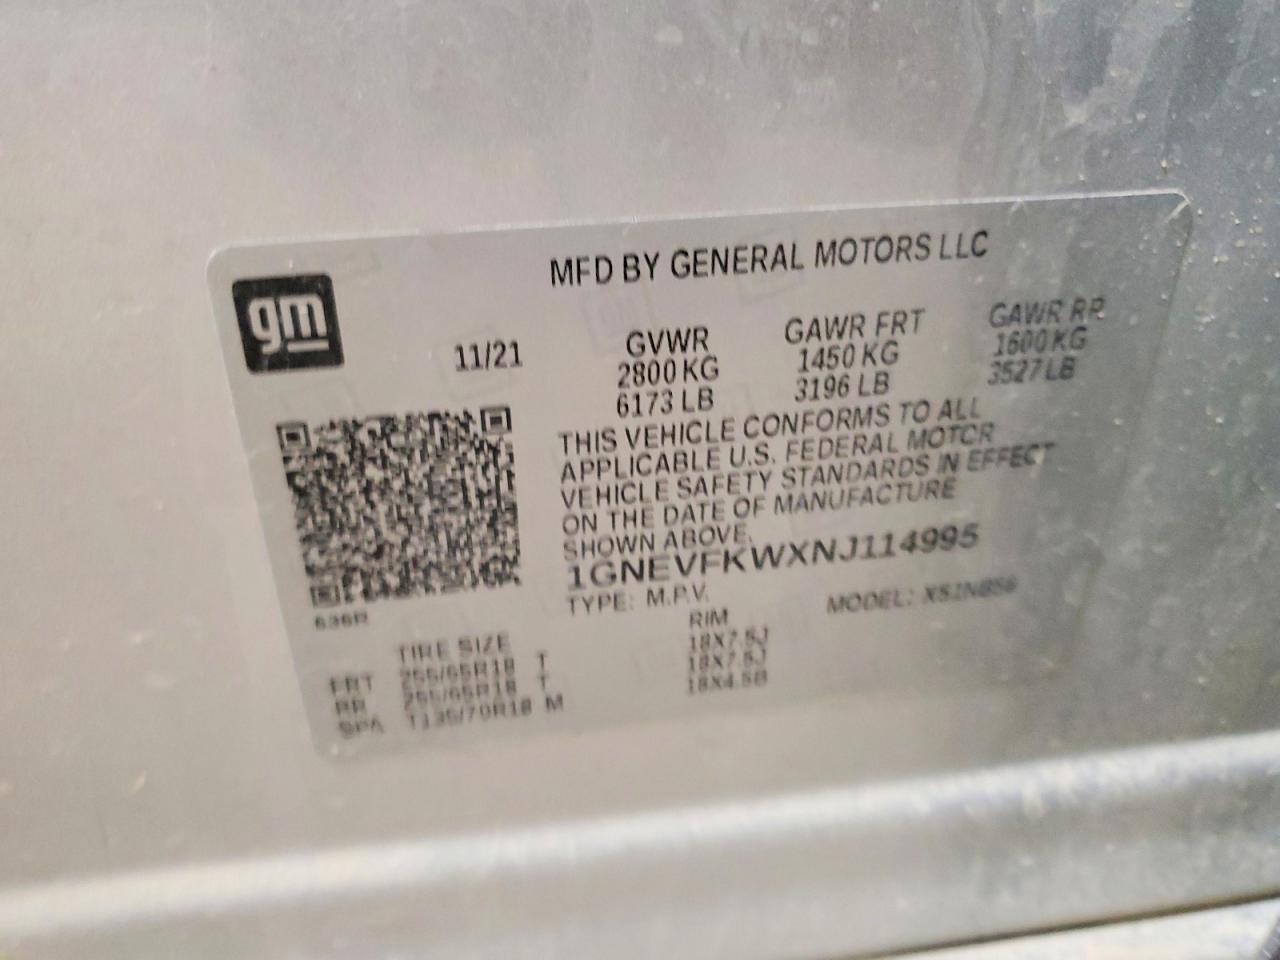 MFD BY GENERAL MOTORS LLC
gm
11/21
GVWR GAWR FRT GAWR RR
2800 KG 1450 KG 1600 KG
6173 LB 3196 LB 3527 LB
THIS VEHICLE CONFORMS TO ALL
APPLICABLE U.S. FEDERAL MOTOR
VEHICLE SAFETY STANDARDS IN EFFECT
ON THE DATE OF MANUFACTURE
SHOWN ABOVE.
1GNEVFKWXNJ114995
TYPE: M.P.V. MODEL:
TIRE SIZE RIM
FRT 255/65R18 T 18X7.5J
RR 255/65R18 T 18X7.5J
SPA T135/70R18 M 18X4.5B